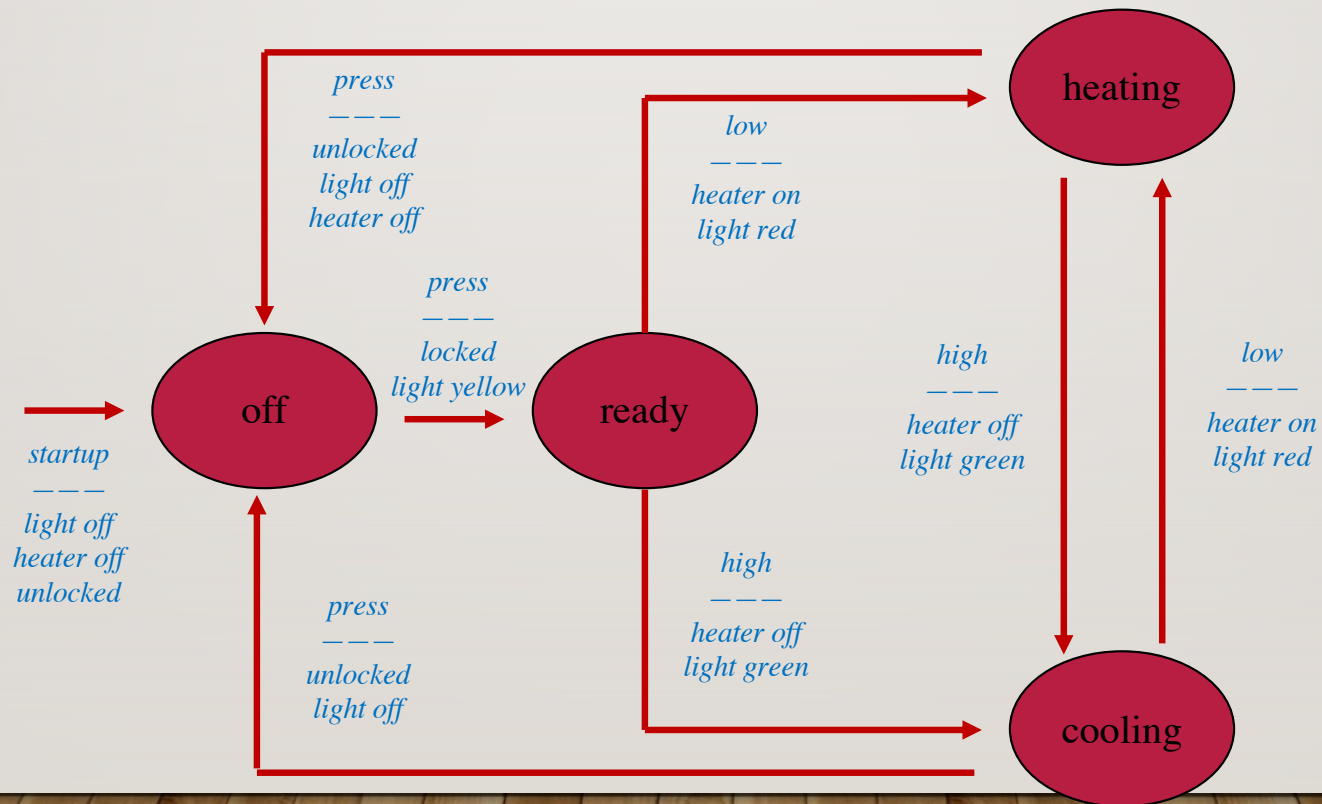 heating
press
———
unlocked
light off
heater off
low
———
heater on
light red
press
———
locked
light yellow
off
ready
startup
———
light off
heater off
unlocked
high
———
heater off
light green
low
———
heater on
light red
press
———
unlocked
light off
high
———
heater off
light green
cooling